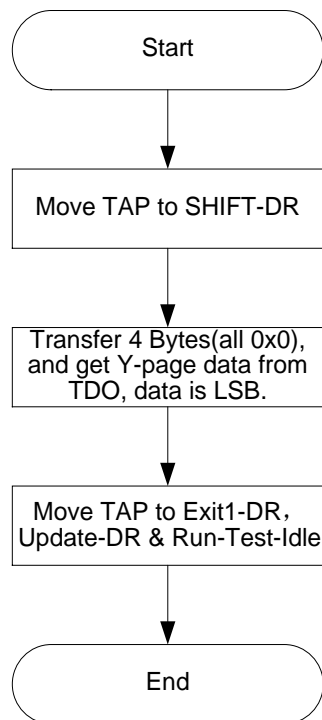 Start
Move TAP to SHIFT-DR
Transfer 4 Bytes(all 0x0),
and get Y-page data from
TDO, data is LSB.
Move TAP to Exit1-DR，
Update-DR & Run-Test-Idle
End